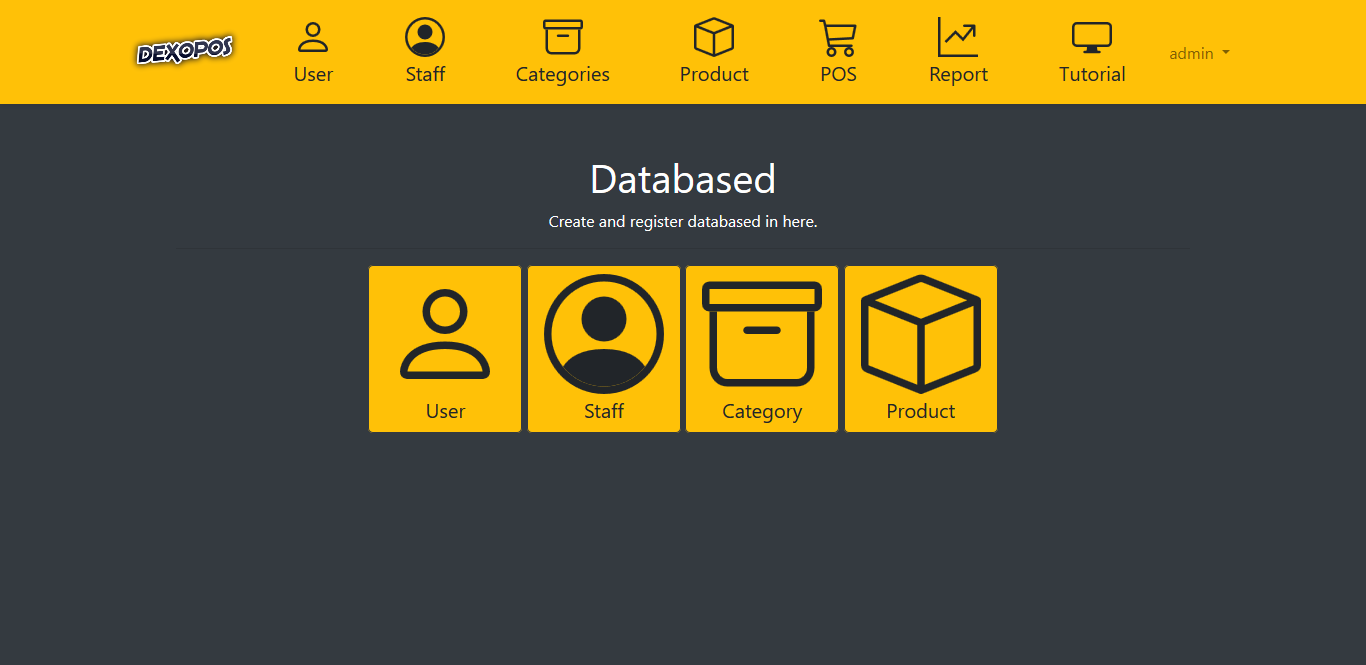 DEXOPOS
User
Staff
Categories
Product
POS
Report
Tutorial
admin
Databased
Create and register databased in here.
User
Staff
Category
Product